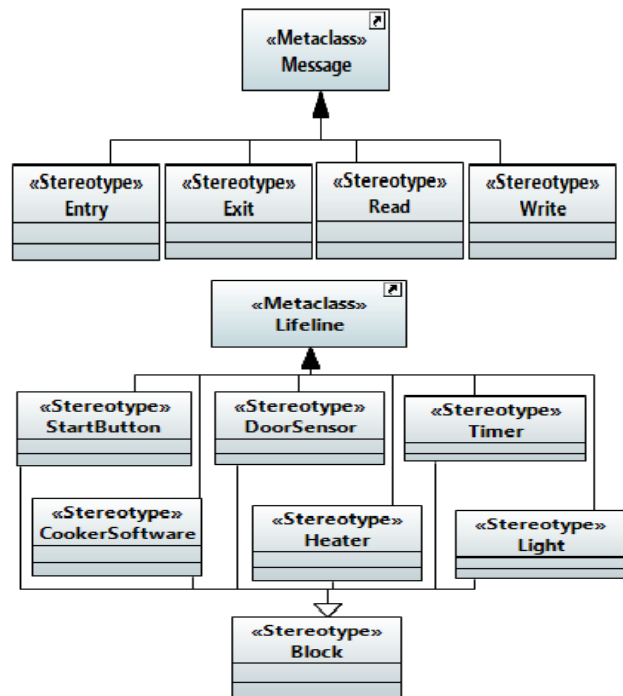 «Metaclass»
Message
«Stereotype»
Entry
«Stereotype»
Exit
«Stereotype»
Read
«Stereotype»
Write
«Metaclass»
Lifeline
«Stereotype»
StartButton
«Stereotype»
DoorSensor
«Stereotype»
Timer
«Stereotype»
CookerSoftware
«Stereotype»
Heater
«Stereotype»
Light
«Stereotype»
Block